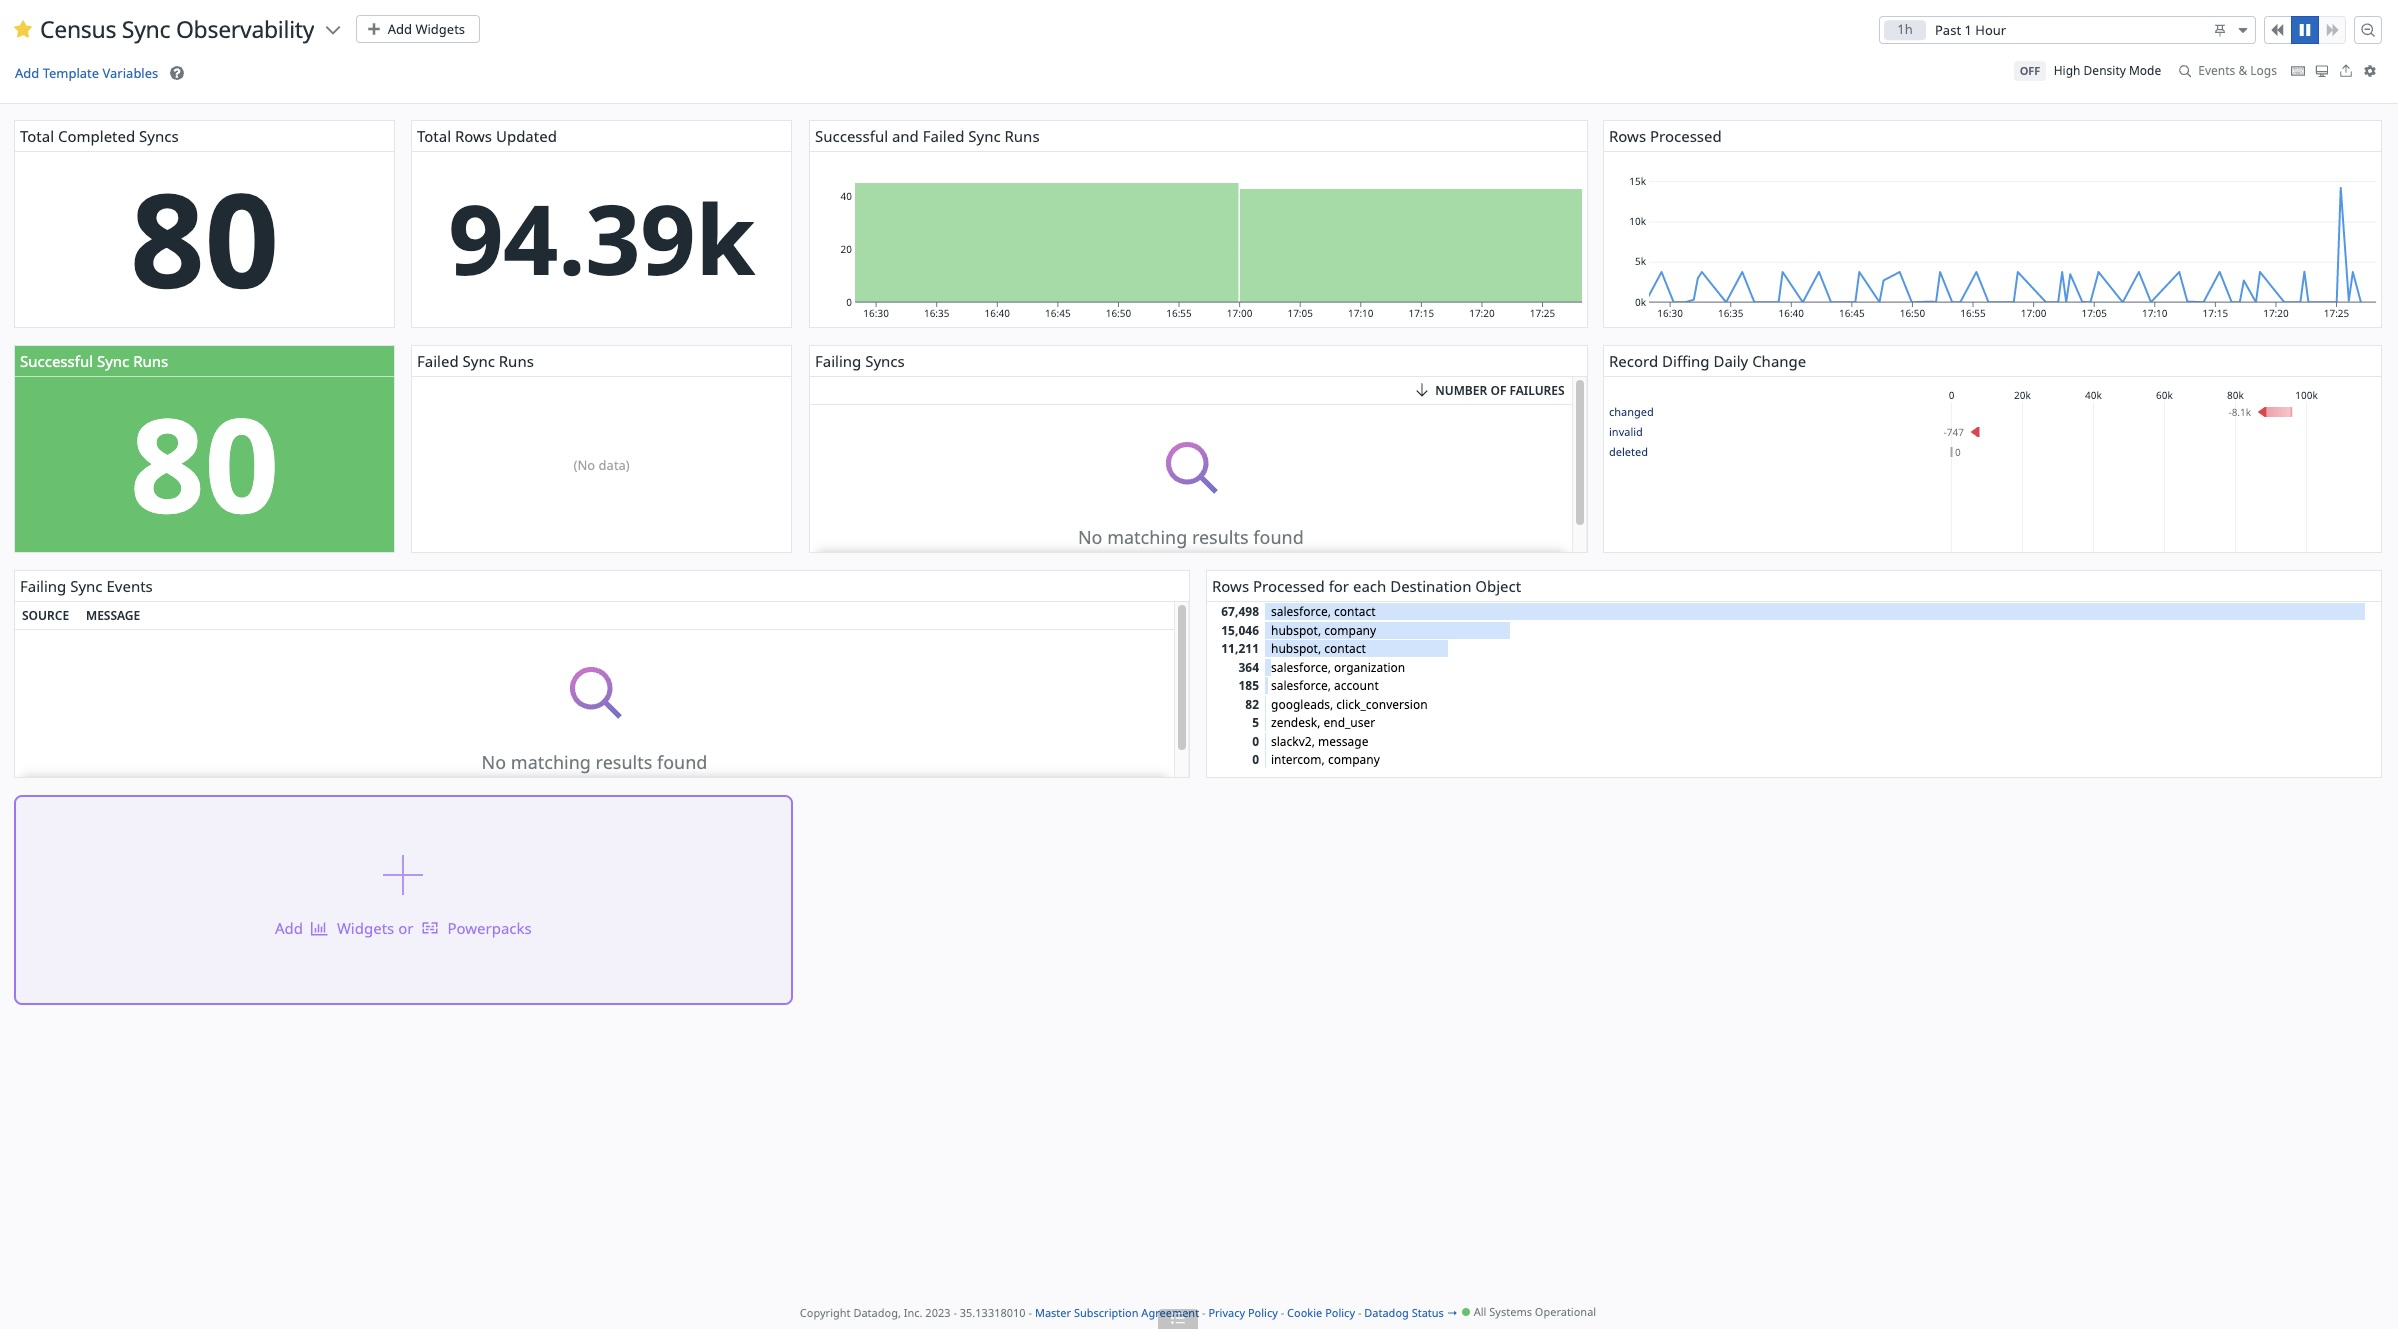 Census Sync Observability
Add Widgets
1h Past 1 Hour
Add Template Variables
OFF High Density Mode Events & Logs
Total Completed Syncs
80
Total Rows Updated
94.39k
Successful and Failed Sync Runs
40
20
0
16:30 16:35 16:40 16:45 16:50 16:55 17:00 17:05 17:10 17:15 17:20 17:25
Rows Processed
15k
10k
5k
0k
16:30 16:35 16:40 16:45 16:50 16:55 17:00 17:05 17:10 17:15 17:20 17:25
Successful Sync Runs
80
Failed Sync Runs
(No data)
Failing Syncs
NUMBER OF FAILURES
No matching results found
Record Diffing Daily Change
0 20k 40k 60k 80k 100k
changed -8.1k
invalid -747
deleted 0
Failing Sync Events
SOURCE MESSAGE
No matching results found
Rows Processed for each Destination Object
67,498 salesforce, contact
15,046 hubspot, company
11,211 hubspot, contact
364 salesforce, organization
185 salesforce, account
82 googleads, click_conversion
5 zendesk, end_user
0 slackv2, message
0 intercom, company
Add Widgets or Powerpacks
Copyright Datadog, Inc. 2023 - 35.13318010 - Master Subscription Agreement - Privacy Policy - Cookie Policy - Datadog Status → All Systems Operational